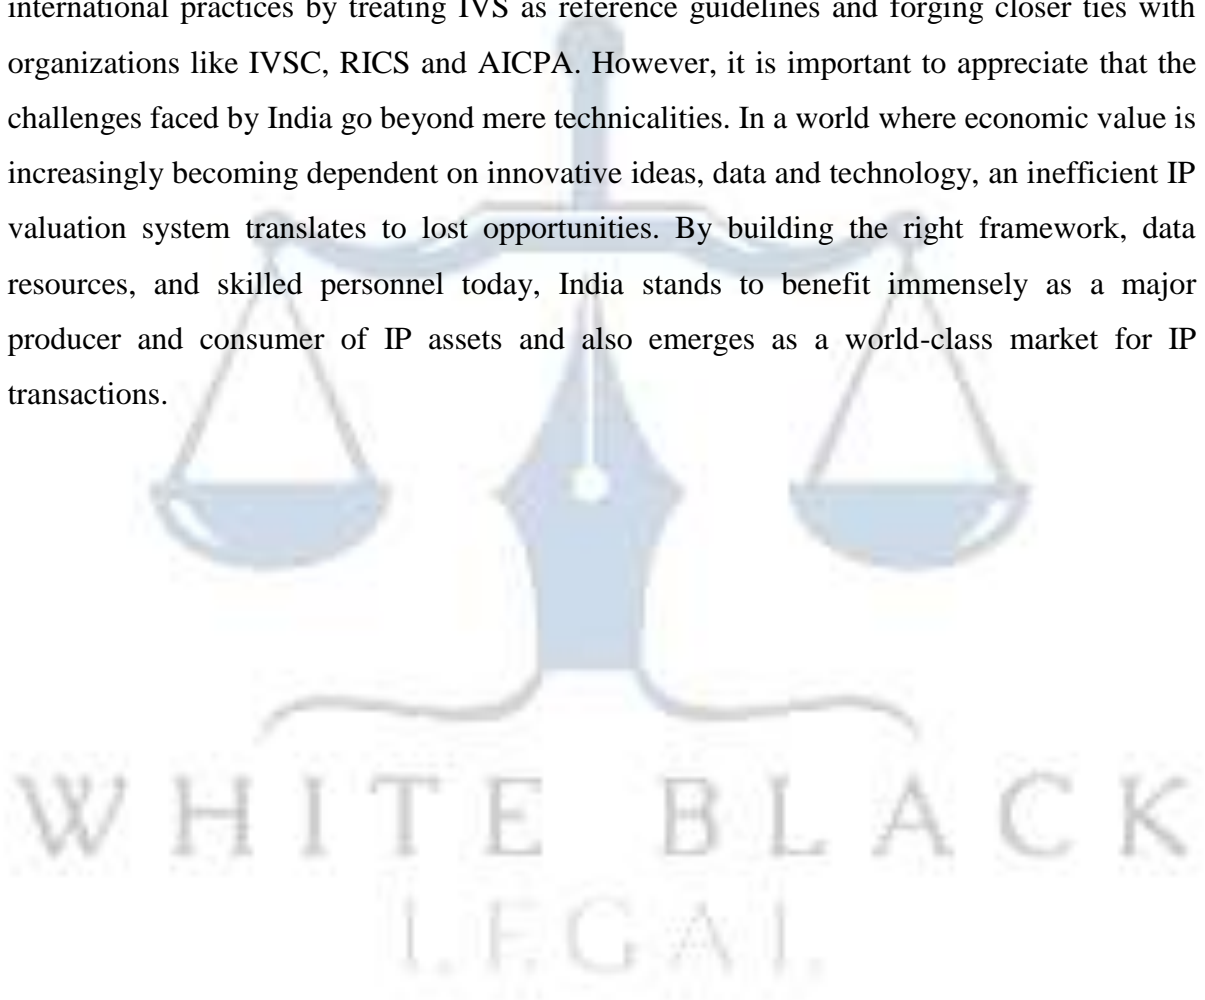 international practices by treating IVS as reference guidelines and forging closer ties with
organizations like IVSC, RICS and AICPA. However, it is important to appreciate that the
challenges faced by India go beyond mere technicalities. In a world where economic value is
increasingly becoming dependent on innovative ideas, data and technology, an inefficient IP
valuation system translates to lost opportunities. By building the right framework, data
resources, and skilled personnel today, India stands to benefit immensely as a major
producer and consumer of IP assets and also emerges as a world-class market for IP
transactions.
WHITE BLACK
LEGAL